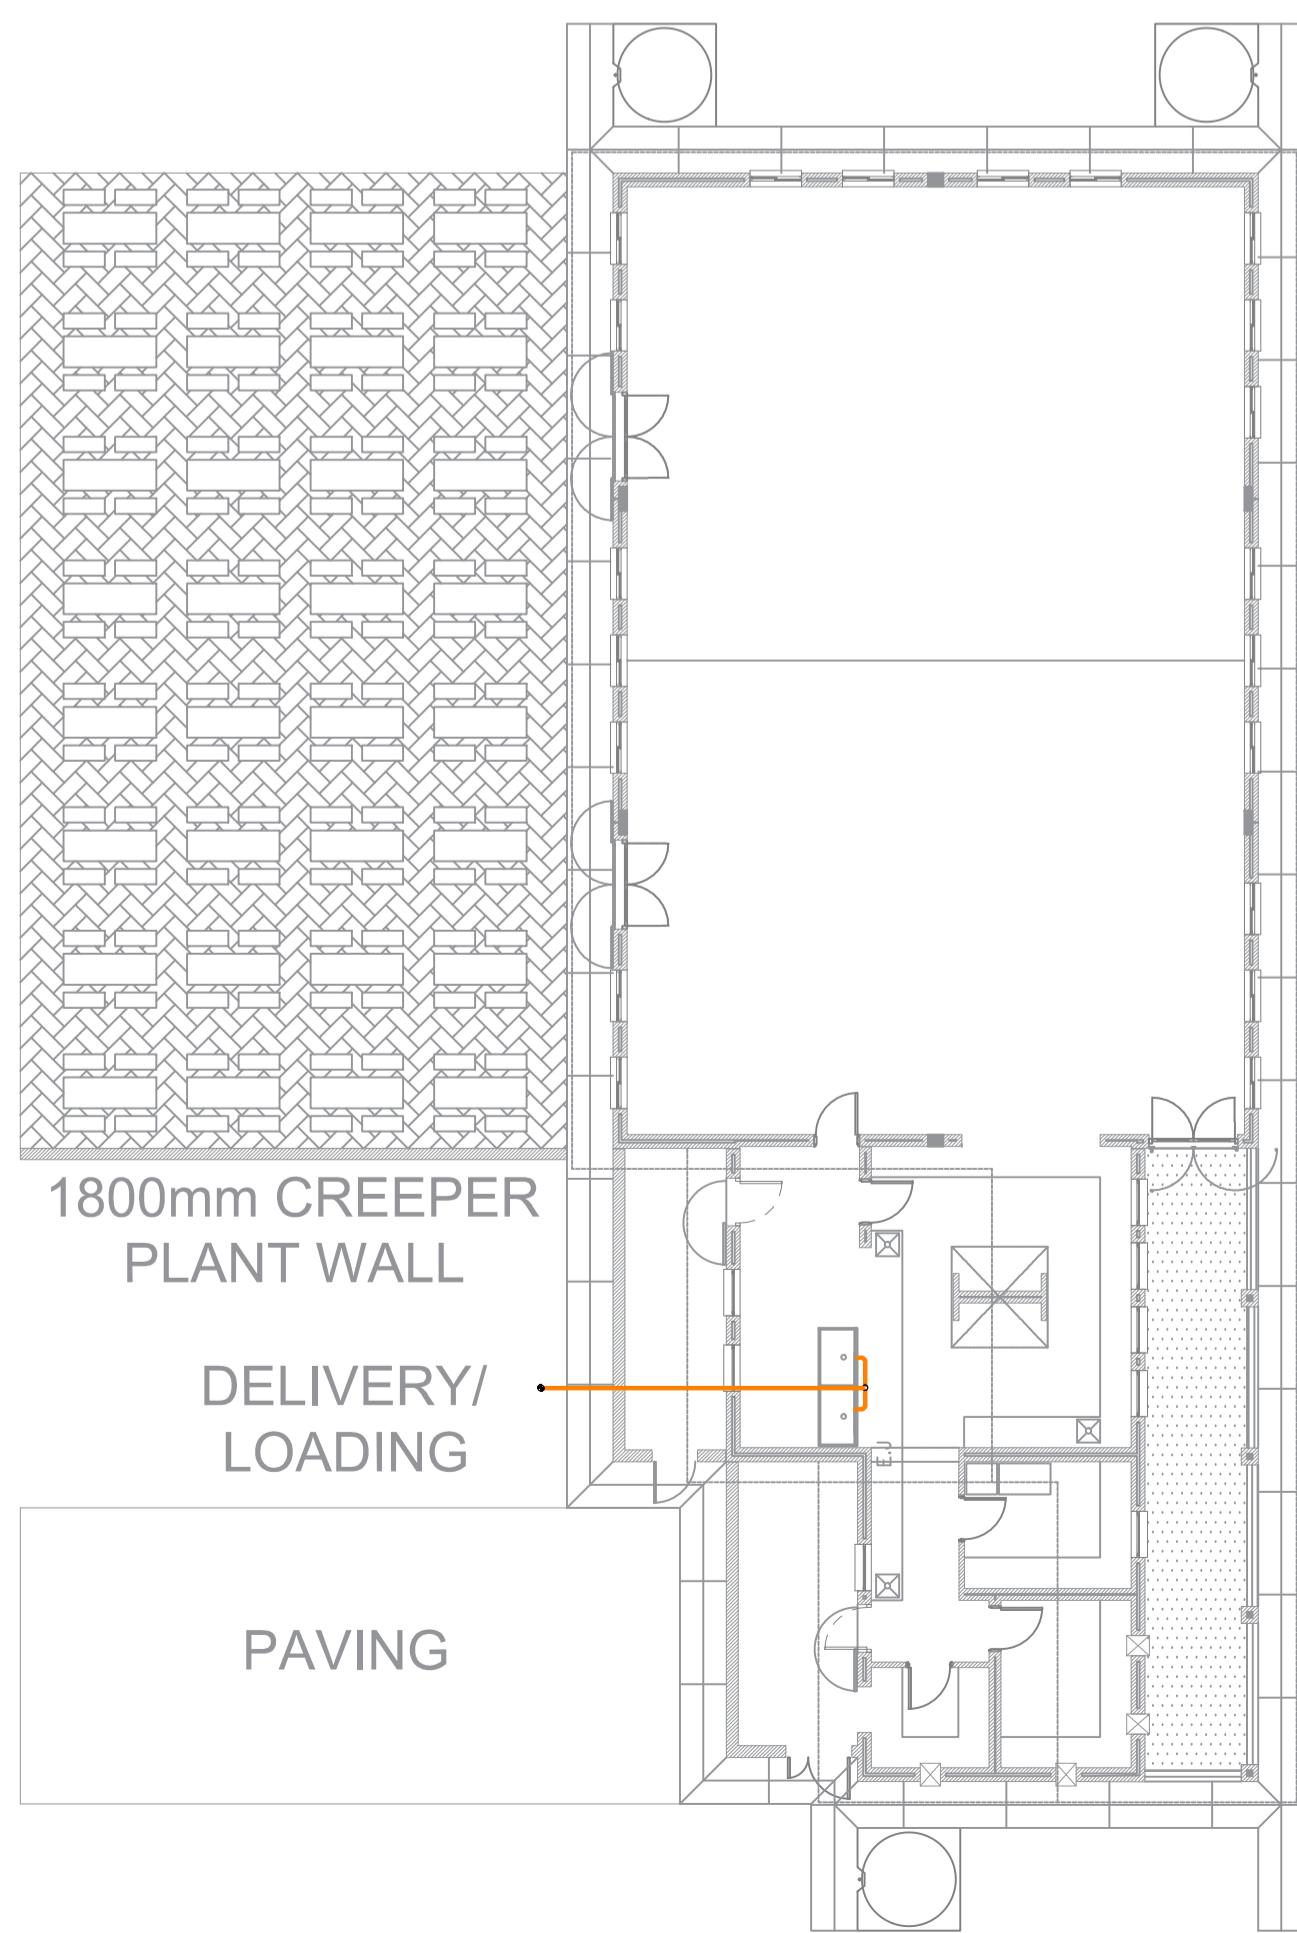 1800mm CREEPER
PLANT WALL
DELIVERY/
LOADING
E.J
PAVING